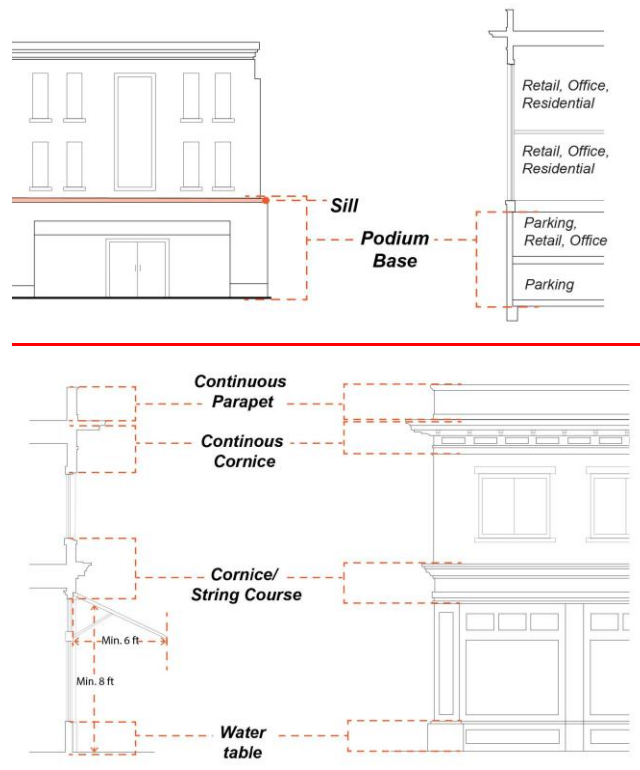 Retail, Office,
Residential
Retail, Office,
Residential
Sill
Podium
Base
Parking,
Retail, Office
Parking
Continuous
Parapet
Continous
Cornice
Cornice/
String Course
Min. 6 ft
Min. 8 ft
Water
table